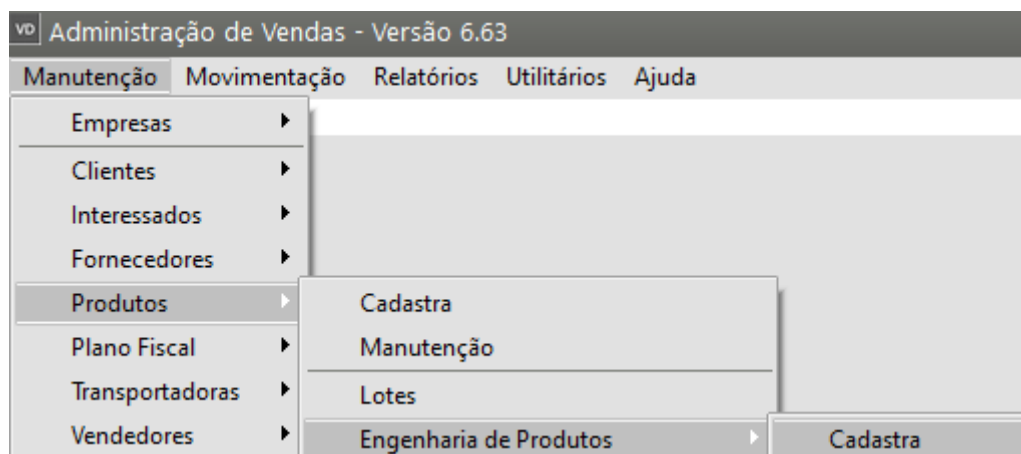 VD Administração de Vendas - Versão 6.63
Manutenção Movimentação Relatórios Utilitários Ajuda
Empresas
Clientes
Interessados
Fornecedores
Produtos
Cadastra
Plano Fiscal
Manutenção
Transportadoras
Lotes
Vendedores
Engenharia de Produtos
Cadastra